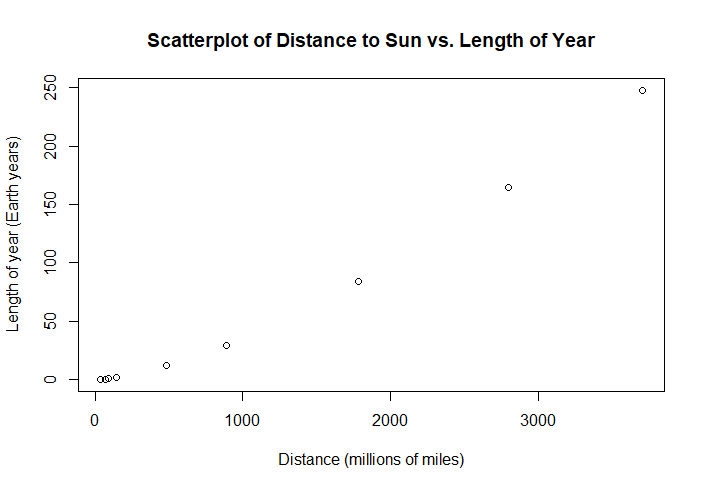 Scatterplot of Distance to Sun vs. Length of Year
Length of year (Earth years)
250
200
150
100
50
0
0 1000 2000 3000
Distance (millions of miles)